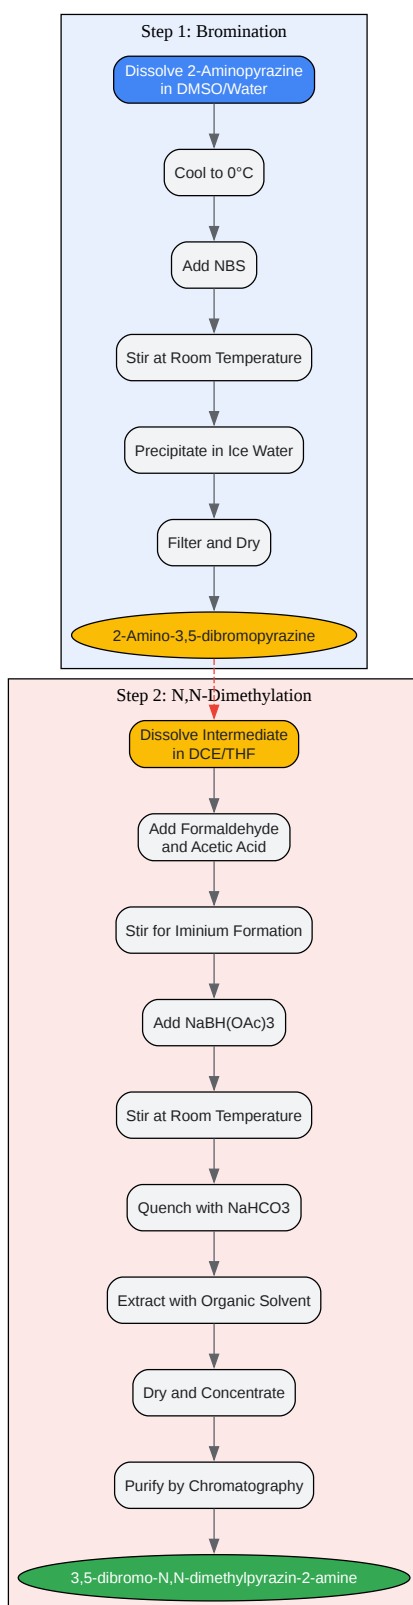 Step 1: Bromination
Dissolve 2-Aminopyrazine
in DMSO/Water
Cool to 0°C
Add NBS
Stir at Room Temperature
Precipitate in Ice Water
Filter and Dry
2-Amino-3,5-dibromopyrazine
Step 2: N,N-Dimethylation
Dissolve Intermediate
in DCE/THF
Add Formaldehyde
and Acetic Acid
Stir for Iminium Formation
Add NaBH(OAc)3
Stir at Room Temperature
Quench with NaHCO3
Extract with Organic Solvent
Dry and Concentrate
Purify by Chromatography
3,5-dibromo-N,N-dimethylpyrazin-2-amine